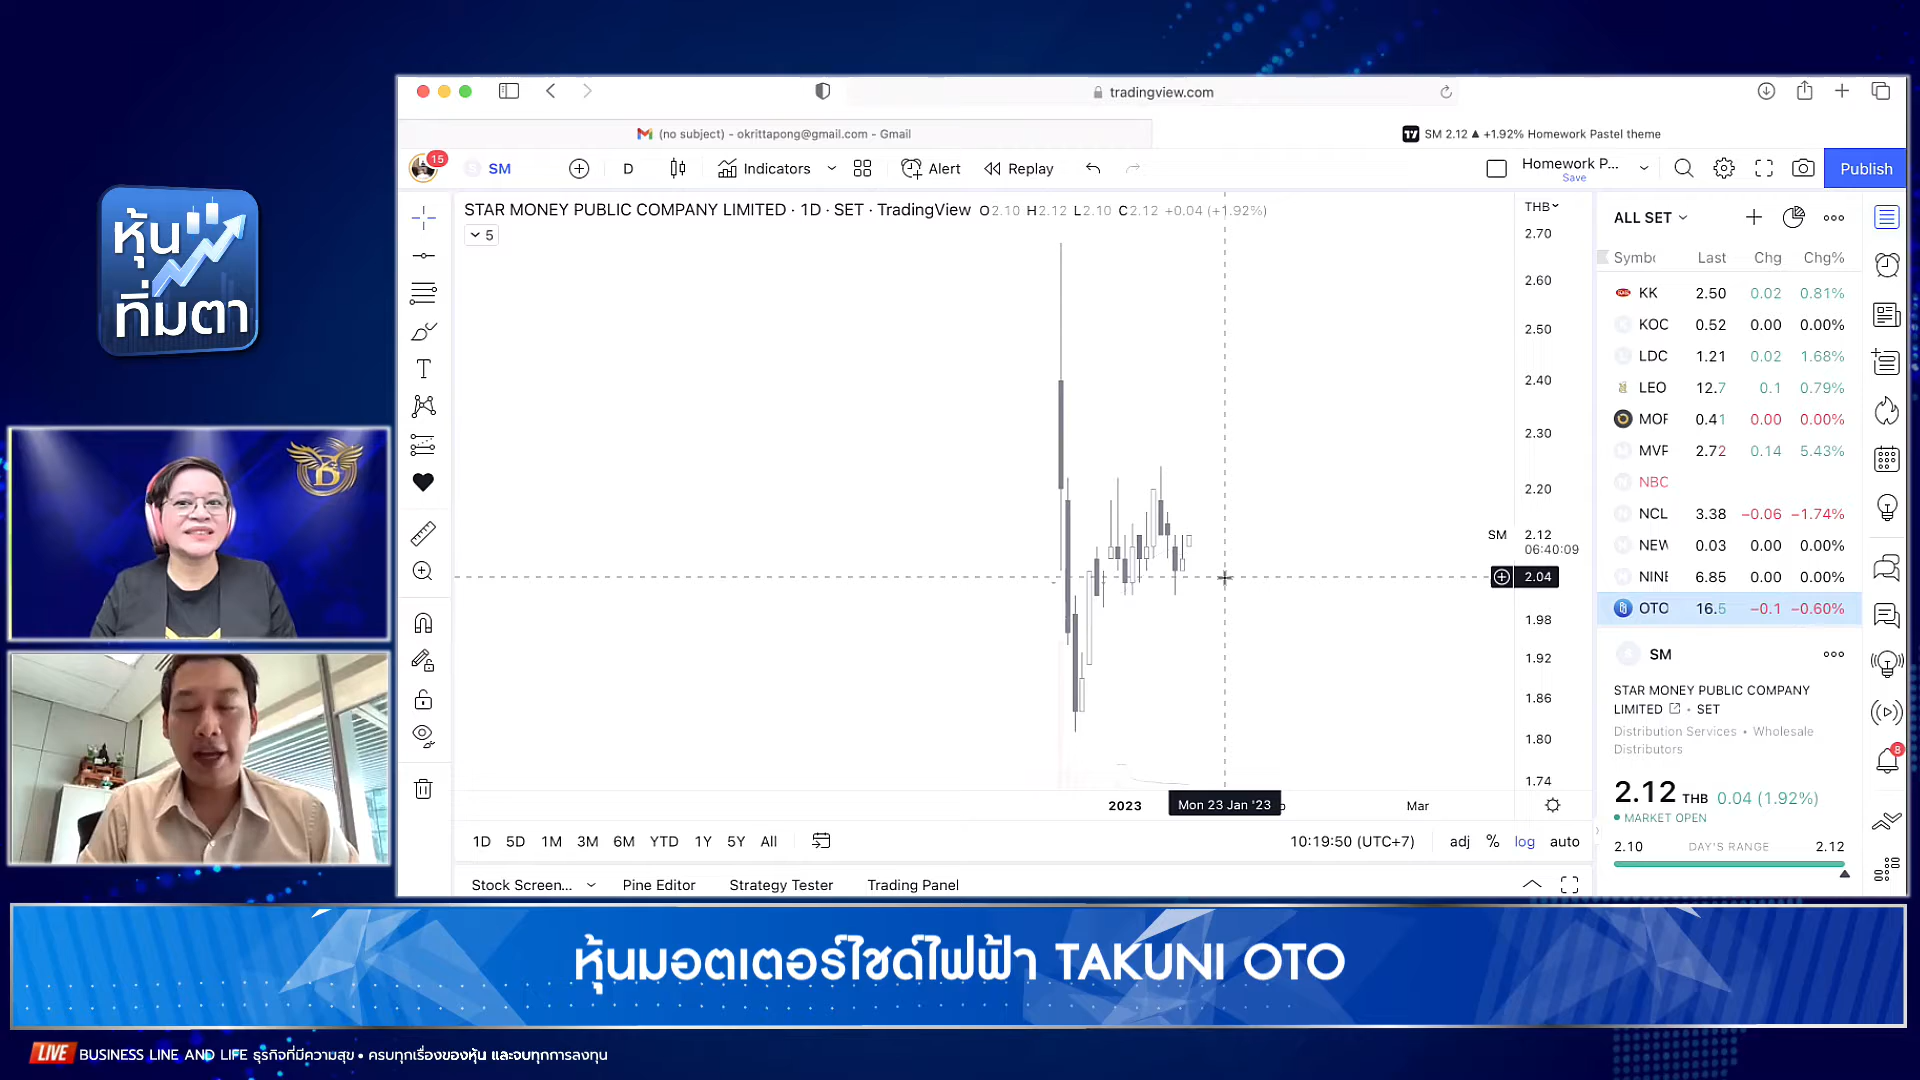 หุ้น
ทิ่มตา
tradingview.com
(no subject) - okrittapong@gmail.com - Gmail
SM 2.12 ▲ +1.92% Homework Pastel theme
15
SM
D
Indicators
Alert
Replay
Homework P...
Save
Publish
STAR MONEY PUBLIC COMPANY LIMITED · 1D · SET · TradingView O2.10 H2.12 L2.10 C2.12 +0.04 (+1.92%)
5
THB
2.70
2.60
2.50
2.40
2.30
2.20
SM 2.12
06:40:09
2.04
1.98
1.92
1.86
1.80
1.74
2023
Mon 23 Jan '23
Mar
1D 5D 1M 3M 6M YTD 1Y 5Y All
10:19:50 (UTC+7)
adj % log auto
Stock Screen... Pine Editor Strategy Tester Trading Panel
ALL SET
Symbo Last Chg Chg%
KK 2.50 0.02 0.81%
KOC 0.52 0.00 0.00%
LDC 1.21 0.02 1.68%
LEO 12.7 0.1 0.79%
MOF 0.41 0.00 0.00%
MVF 2.72 0.14 5.43%
NBC
NCL 3.38 −0.06 −1.74%
NEW 0.03 0.00 0.00%
NINE 6.85 0.00 0.00%
OTO 16.5 −0.1 −0.60%
SM
STAR MONEY PUBLIC COMPANY
LIMITED • SET
Distribution Services • Wholesale
Distributors
2.12 THB 0.04 (1.92%)
MARKET OPEN
2.10 DAY'S RANGE 2.12
8
หุ้นมอเตอร์ไซด์ไฟฟ้า TAKUNI OTO
LIVE BUSINESS LINE AND LIFE ธุรกิจที่มีความสุข • ครบทุกเรื่องของหุ้น และจบทุกการลงทุน